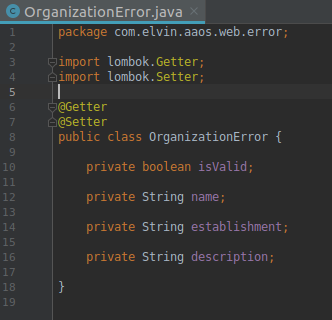 OrganizationError.java
1 package com.elvin.aaos.web.error;
2
3 import lombok.Getter;
4 import lombok.Setter;
5
6 @Getter
7 @Setter
8 public class OrganizationError {
9
10 private boolean isValid;
11
12 private String name;
13
14 private String establishment;
15
16 private String description;
17
18 }
19